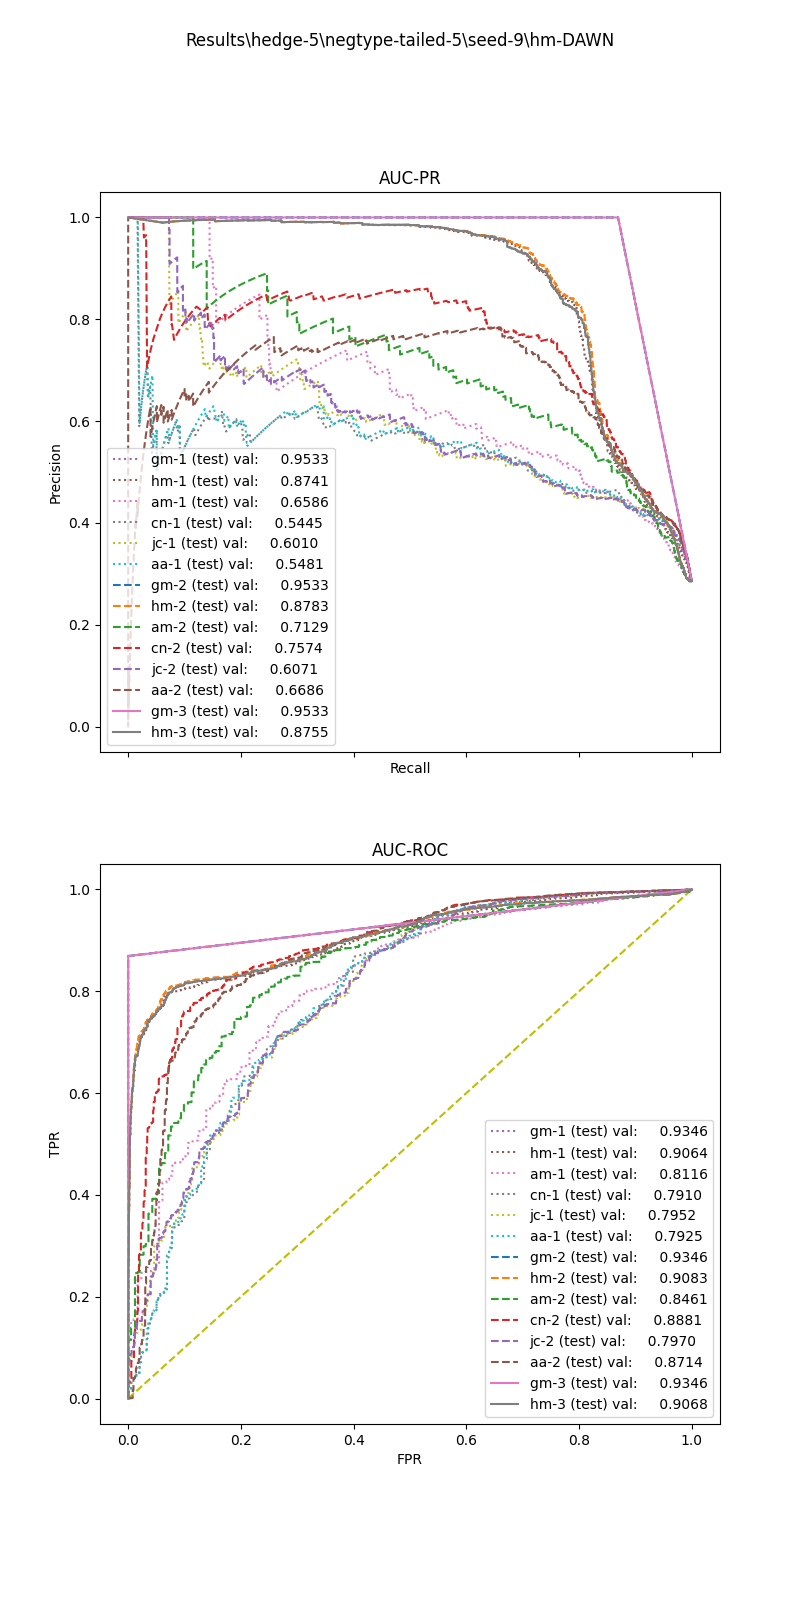 Results\hedge-5\negtype-tailed-5\seed-9\hm-DAWN
AUC-PR
1.0
0.8
0.6
0.4
0.2
0.0
Precision
gm-1 (test) val: 0.9533
hm-1 (test) val: 0.8741
am-1 (test) val: 0.6586
cn-1 (test) val: 0.5445
jc-1 (test) val: 0.6010
aa-1 (test) val: 0.5481
gm-2 (test) val: 0.9533
hm-2 (test) val: 0.8783
am-2 (test) val: 0.7129
cn-2 (test) val: 0.7574
jc-2 (test) val: 0.6071
aa-2 (test) val: 0.6686
gm-3 (test) val: 0.9533
hm-3 (test) val: 0.8755
Recall
AUC-ROC
1.0
0.8
0.6
0.4
0.2
0.0
TPR
gm-1 (test) val: 0.9346
hm-1 (test) val: 0.9064
am-1 (test) val: 0.8116
cn-1 (test) val: 0.7910
jc-1 (test) val: 0.7952
aa-1 (test) val: 0.7925
gm-2 (test) val: 0.9346
hm-2 (test) val: 0.9083
am-2 (test) val: 0.8461
cn-2 (test) val: 0.8881
jc-2 (test) val: 0.7970
aa-2 (test) val: 0.8714
gm-3 (test) val: 0.9346
hm-3 (test) val: 0.9068
0.0 0.2 0.4 0.6 0.8 1.0
FPR